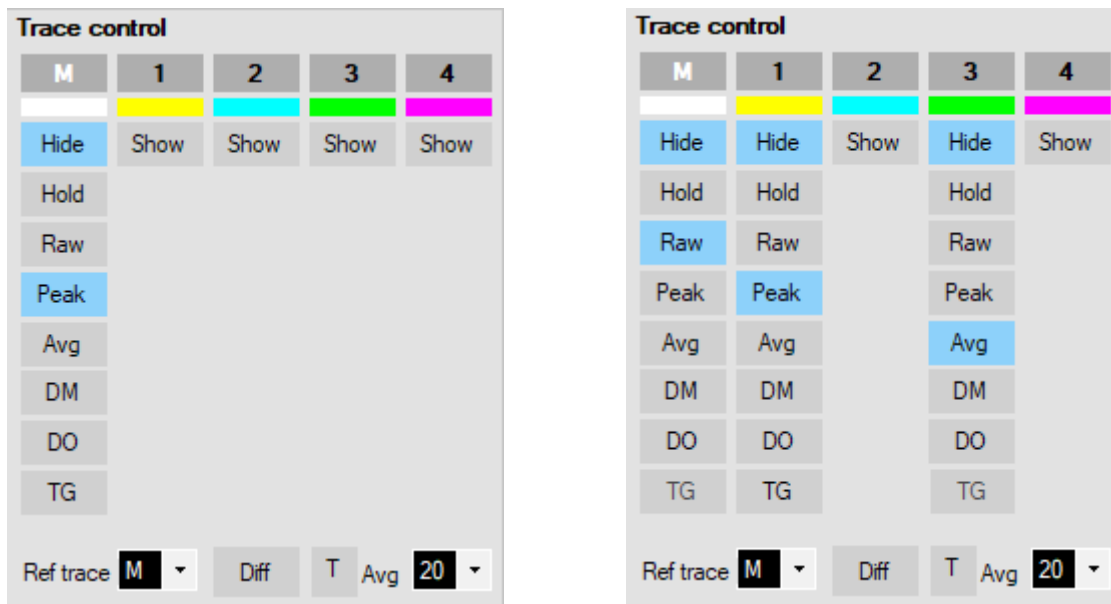 Trace control
M 1 2 3 4
Hide Show Show Show Show
Hold
Raw
Peak
Avg
DM
DO
TG
Ref trace M Diff T Avg 20
Trace control
M 1 2 3 4
Hide Hide Show Hide Show
Hold Hold Hold
Raw Raw Raw
Peak Peak Peak
Avg Avg Avg
DM DM DM
DO DO DO
TG TG TG
Ref trace M Diff T Avg 20